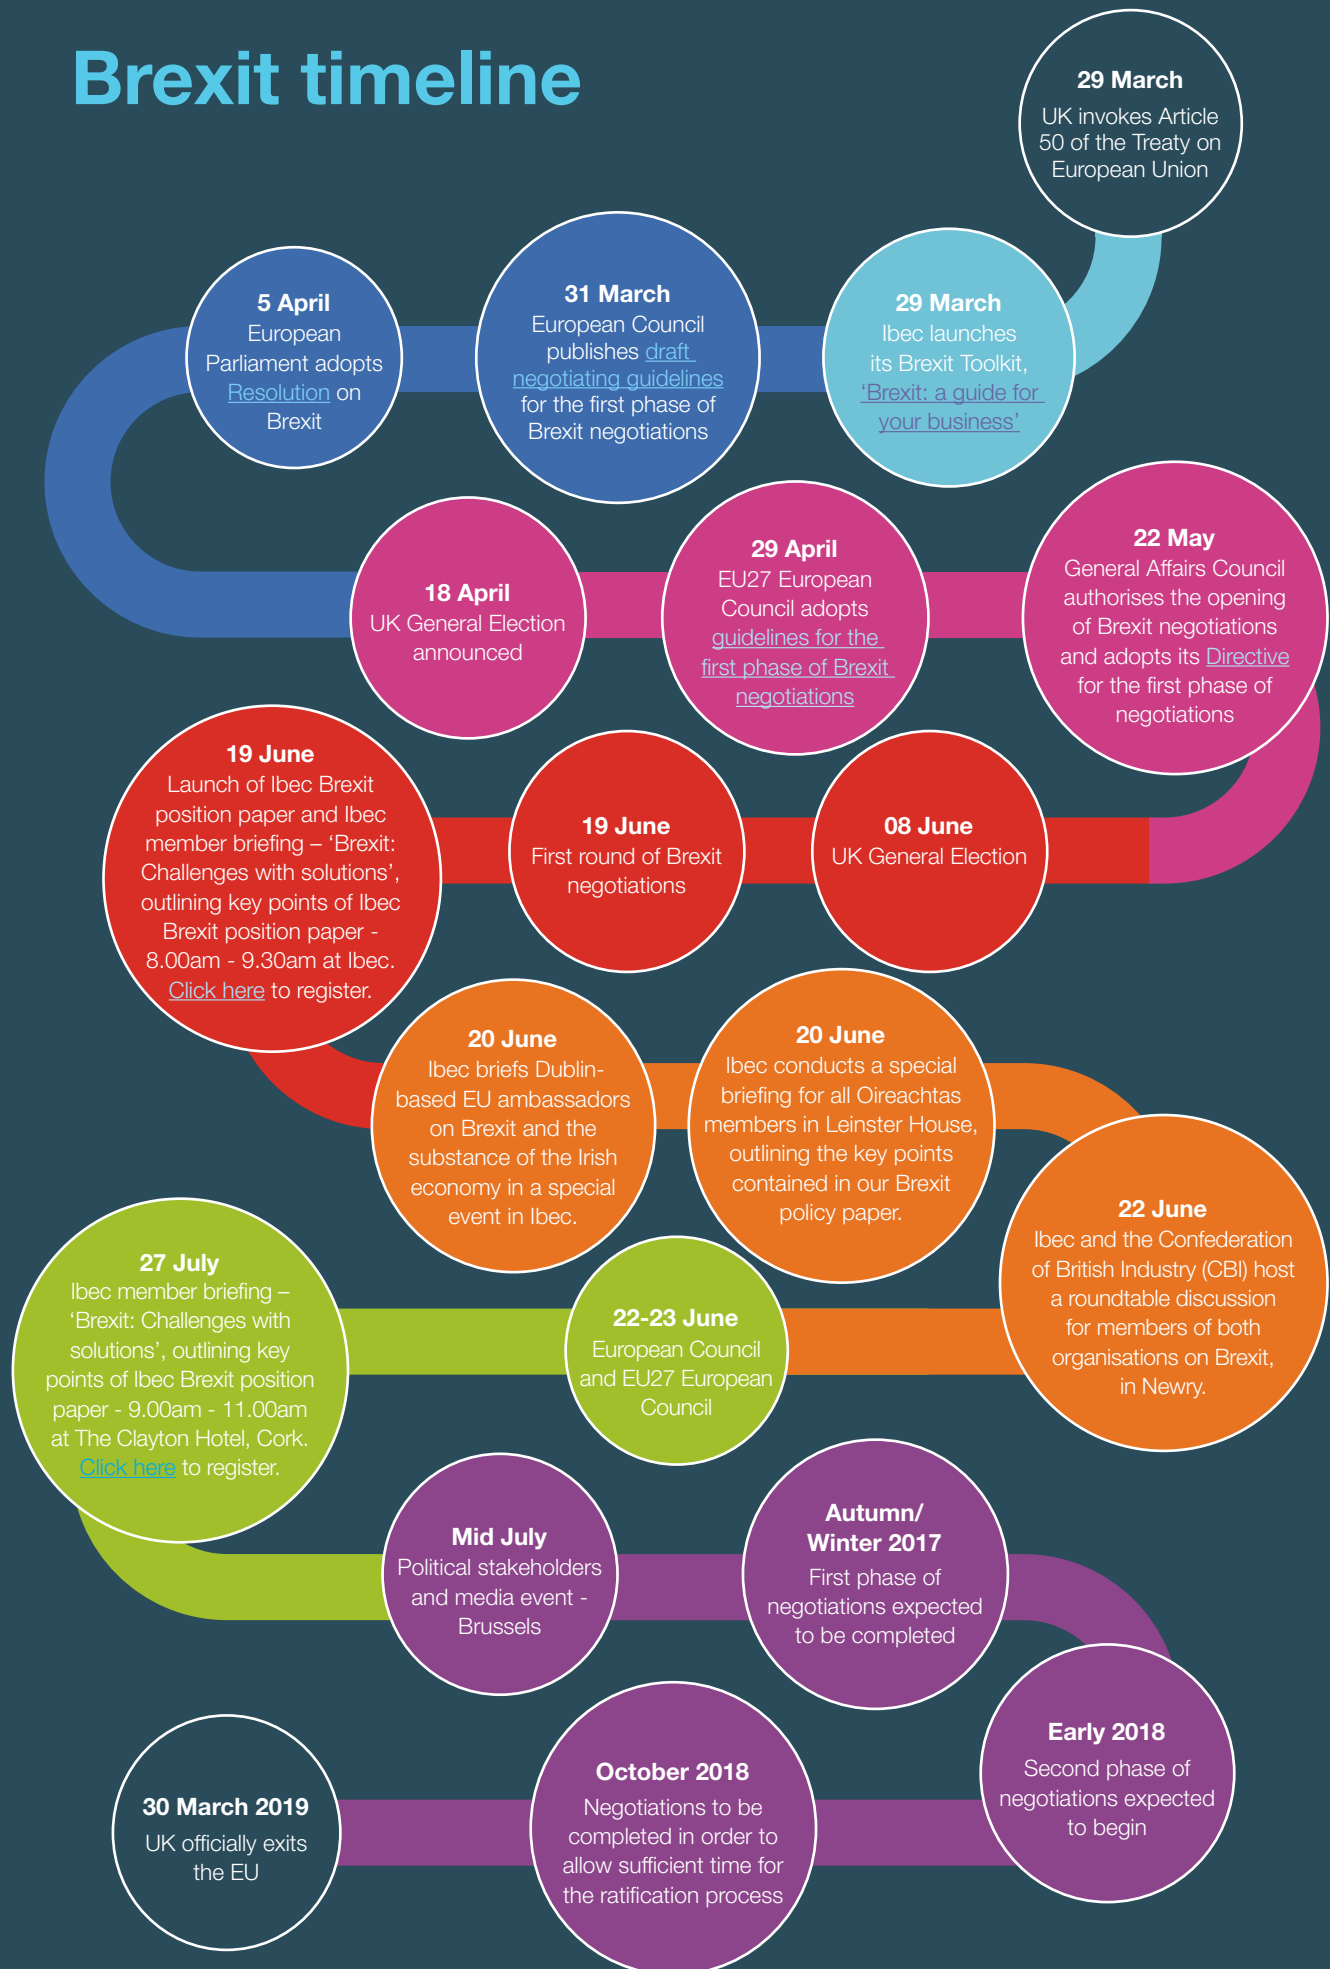 Brexit timeline
29 March
UK invokes Article
50 of the Treaty on
European Union
29 March
Ibec launches
its Brexit Toolkit,
‘Brexit: a guide for
your business’
31 March
European Council
publishes draft
negotiating guidelines
for the first phase of
Brexit negotiations
5 April
European
Parliament adopts
Resolution on
Brexit
18 April
UK General Election
announced
29 April
EU27 European
Council adopts
guidelines for the
first phase of Brexit
negotiations
22 May
General Affairs Council
authorises the opening
of Brexit negotiations
and adopts its Directive
for the first phase of
negotiations
08 June
UK General Election
19 June
First round of Brexit
negotiations
19 June
Launch of Ibec Brexit
position paper and Ibec
member briefing – ‘Brexit:
Challenges with solutions’,
outlining key points of Ibec
Brexit position paper -
8.00am - 9.30am at Ibec.
Click here to register.
20 June
Ibec briefs Dublin-
based EU ambassadors
on Brexit and the
substance of the Irish
economy in a special
event in Ibec.
20 June
Ibec conducts a special
briefing for all Oireachtas
members in Leinster House,
outlining the key points
contained in our Brexit
policy paper.
22 June
Ibec and the Confederation
of British Industry (CBI) host
a roundtable discussion
for members of both
organisations on Brexit,
in Newry.
22-23 June
European Council
and EU27 European
Council
27 July
Ibec member briefing –
‘Brexit: Challenges with
solutions’, outlining key
points of Ibec Brexit position
paper - 9.00am - 11.00am
at The Clayton Hotel, Cork.
Click here to register.
Mid July
Political stakeholders
and media event -
Brussels
Autumn/
Winter 2017
First phase of
negotiations expected
to be completed
Early 2018
Second phase of
negotiations expected
to begin
October 2018
Negotiations to be
completed in order to
allow sufficient time for
the ratification process
30 March 2019
UK officially exits
the EU